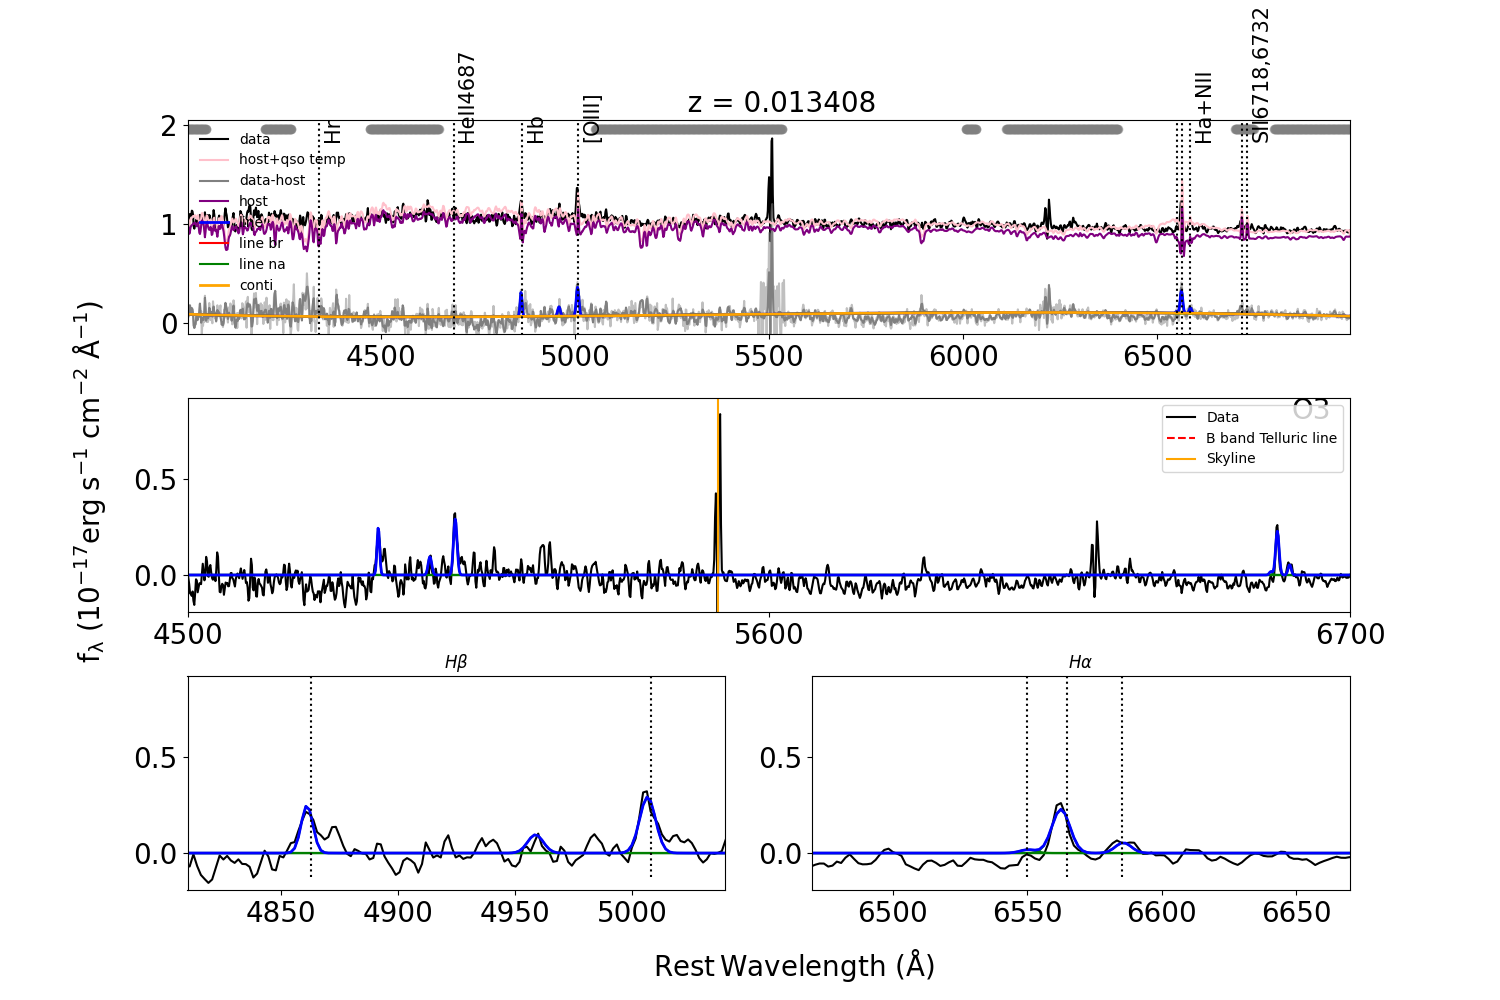 z = 0.013408
Hr
HeII4687
Hb
[OIII]
Ha+NII
SII6718,6732
data
host+qso temp
data-host
host
line br
line na
conti
2
1
0
4500 5000 5500 6000 6500
O3
Data
B band Telluric line
Skyline
0.5
0.0
4500 5600 6700
f_λ (10⁻¹⁷erg s⁻¹ cm⁻² Å⁻¹)
Hβ
0.5
0.0
4850 4900 4950 5000
Hα
0.5
0.0
6500 6550 6600 6650
Rest Wavelength (Å)